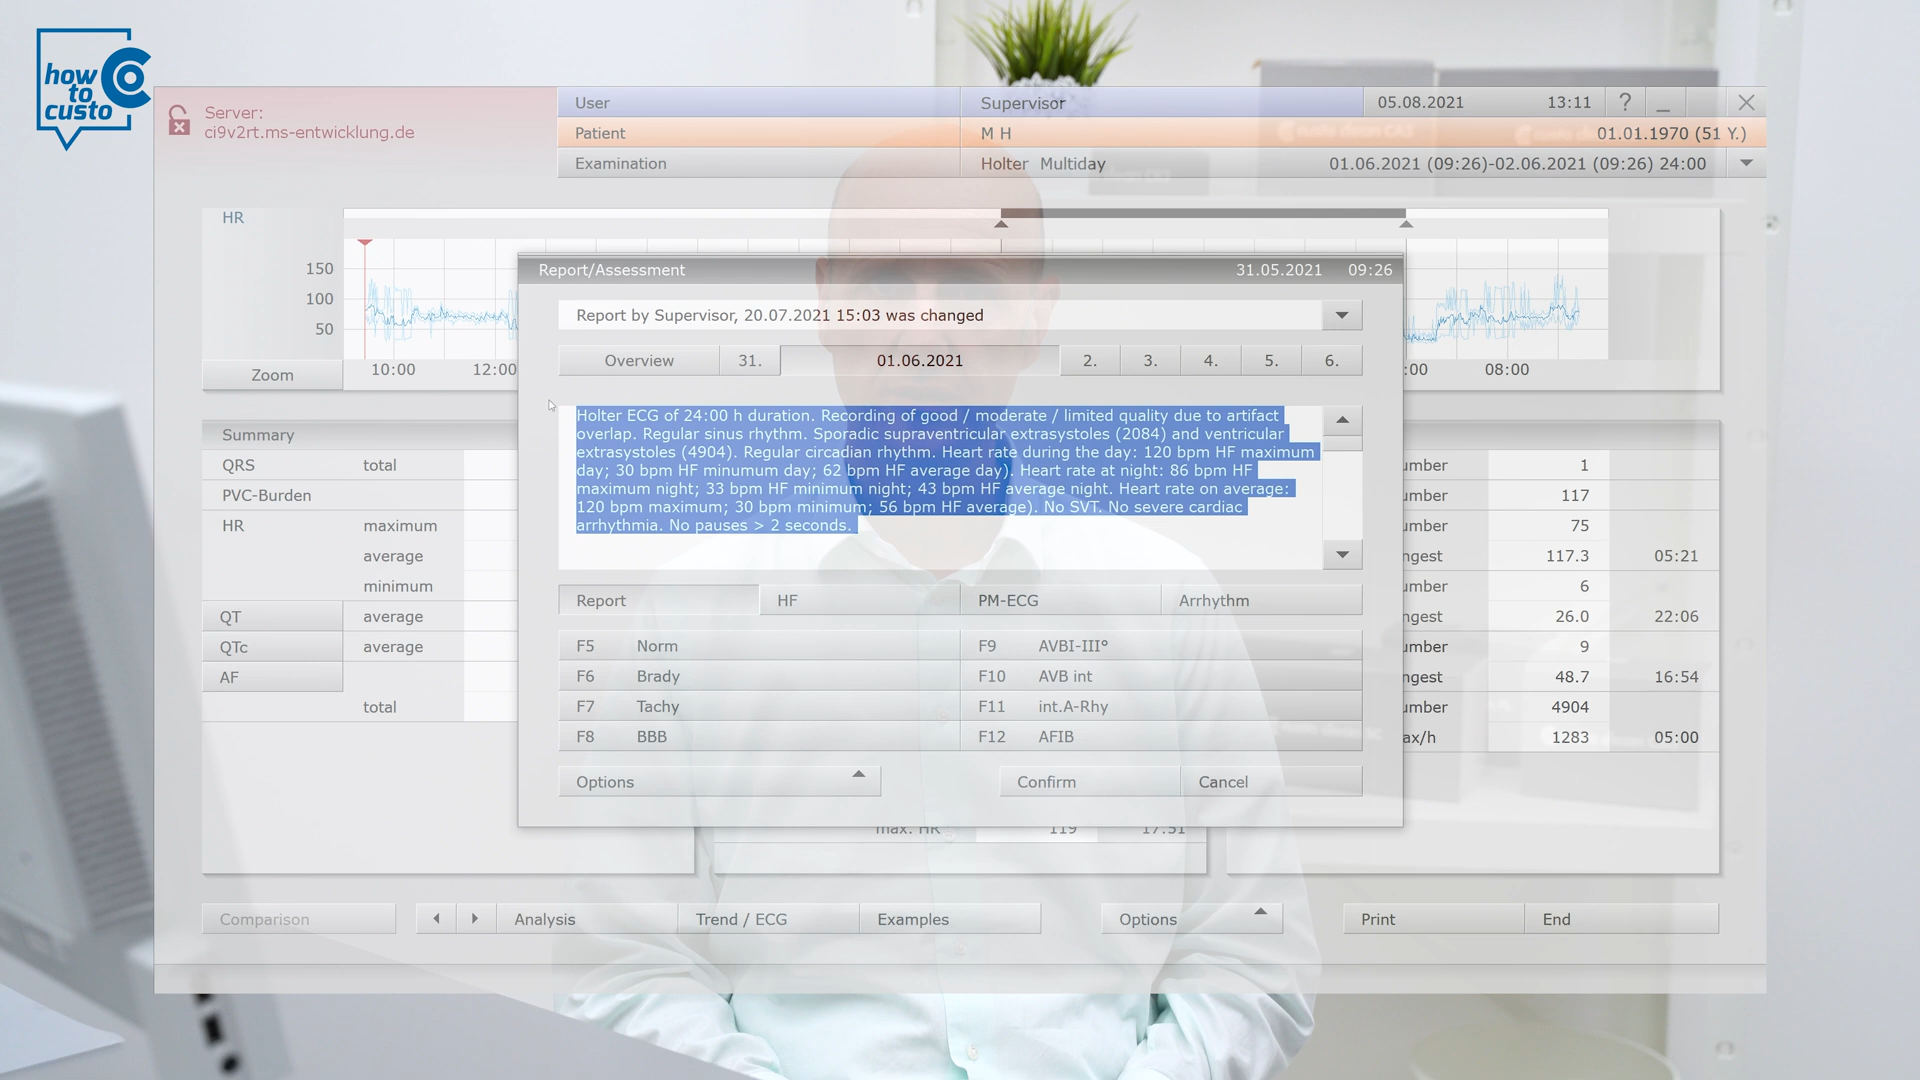 how
to
custo
Server:
ci9v2rt.ms-entwicklung.de
User Supervisor 05.08.2021 13:11 ?
Patient M H 01.01.1970 (51 Y.)
Examination Holter Multiday 01.06.2021 (09:26)-02.06.2021 (09:26) 24:00
HR
150
100
50
Zoom 10:00 12:00 :00 08:00
Report/Assessment 31.05.2021 09:26
Report by Supervisor, 20.07.2021 15:03 was changed
Overview 31. 01.06.2021 2. 3. 4. 5. 6.
Holter ECG of 24:00 h duration. Recording of good / moderate / limited quality due to artifact
overlap. Regular sinus rhythm. Sporadic supraventricular extrasystoles (2084) and ventricular
extrasystoles (4904). Regular circadian rhythm. Heart rate during the day: 120 bpm HF maximum
day; 30 bpm HF minumum day; 62 bpm HF average day). Heart rate at night: 86 bpm HF
maximum night; 33 bpm HF minimum night; 43 bpm HF average night. Heart rate on average:
120 bpm maximum; 30 bpm minimum; 56 bpm HF average). No SVT. No severe cardiac
arrhythmia. No pauses > 2 seconds.
Report HF PM-ECG Arrhythm
F5 Norm F9 AVBI-III°
F6 Brady F10 AVB int
F7 Tachy F11 int.A-Rhy
F8 BBB F12 AFIB
Options Confirm Cancel
Summary
QRS total
PVC-Burden
HR maximum
average
minimum
QT average
QTc average
AF
total
umber 1
umber 117
umber 75
ngest 117.3 05:21
umber 6
ngest 26.0 22:06
umber 9
ngest 48.7 16:54
umber 4904
ax/h 1283 05:00
max. HR 119 17:51
Comparison Analysis Trend / ECG Examples Options Print End